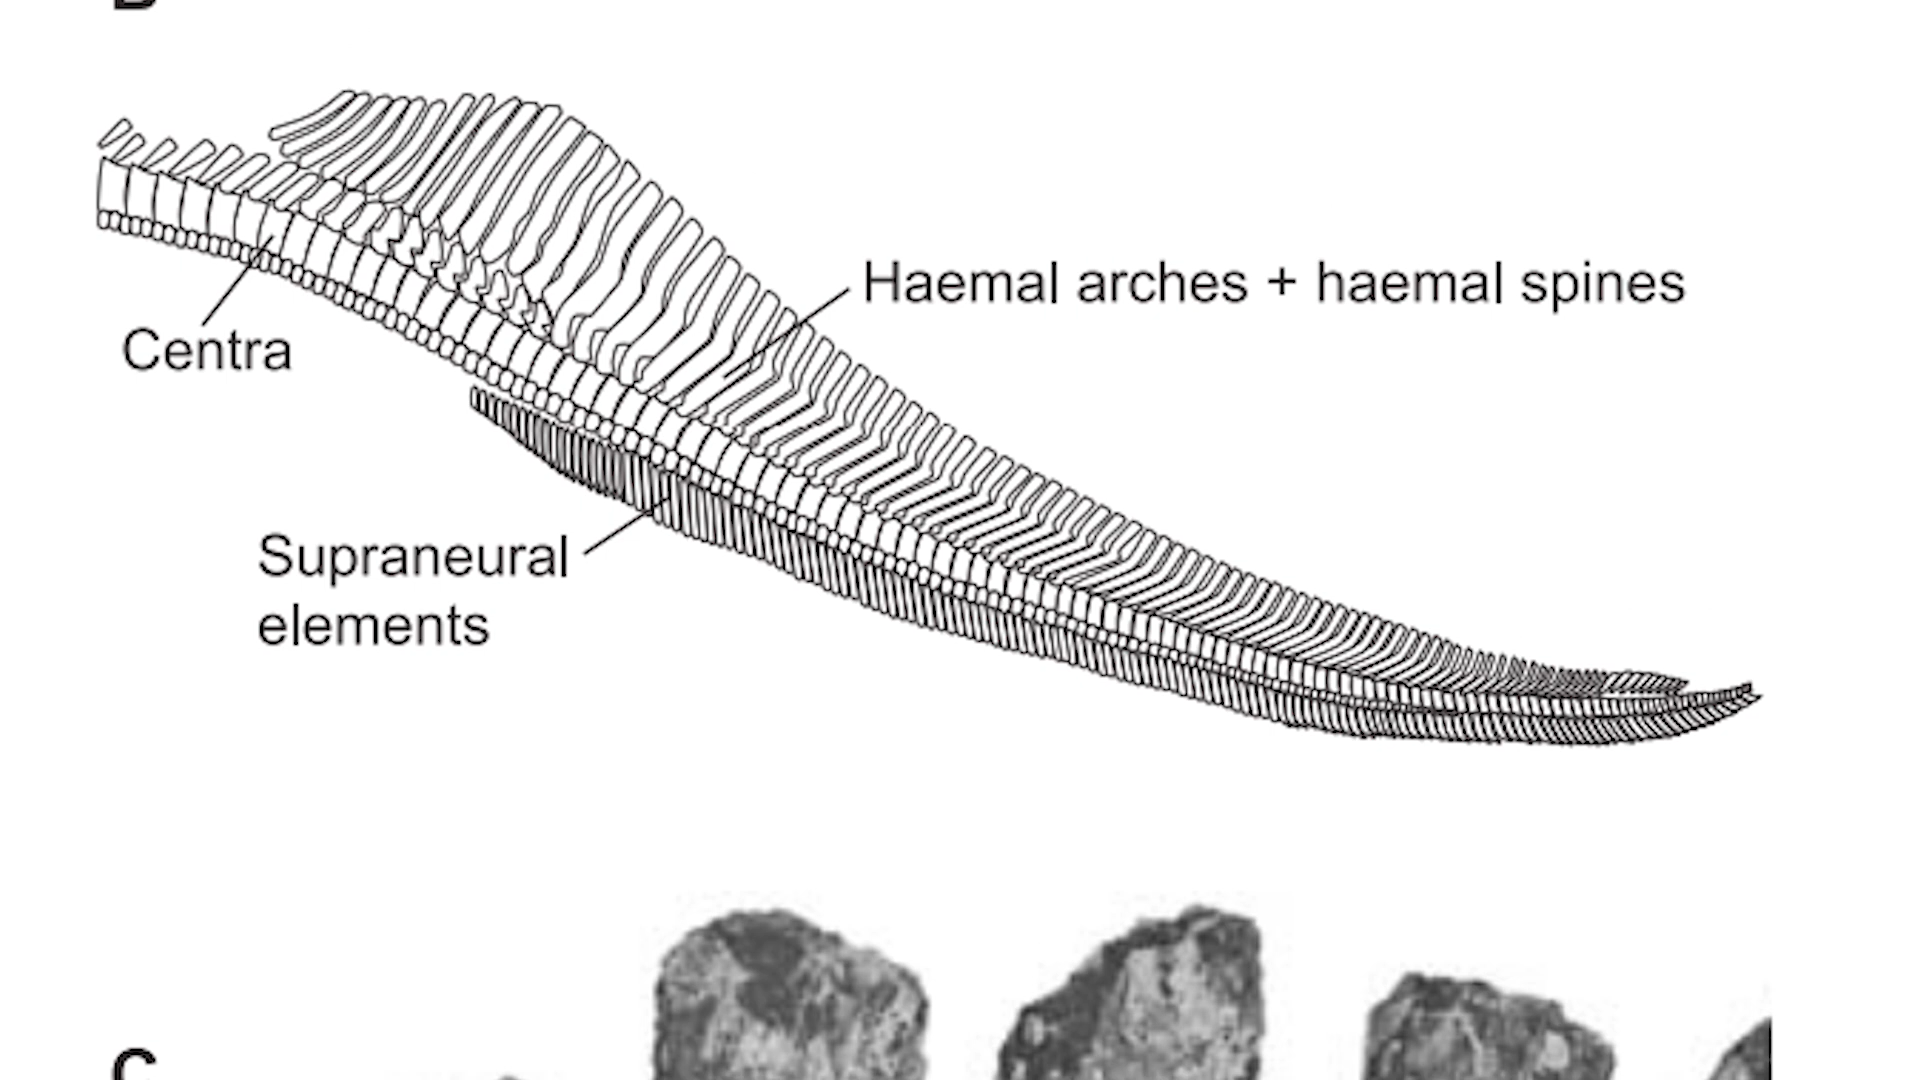 B
Haemal arches + haemal spines
Centra
Supraneural
elements
C